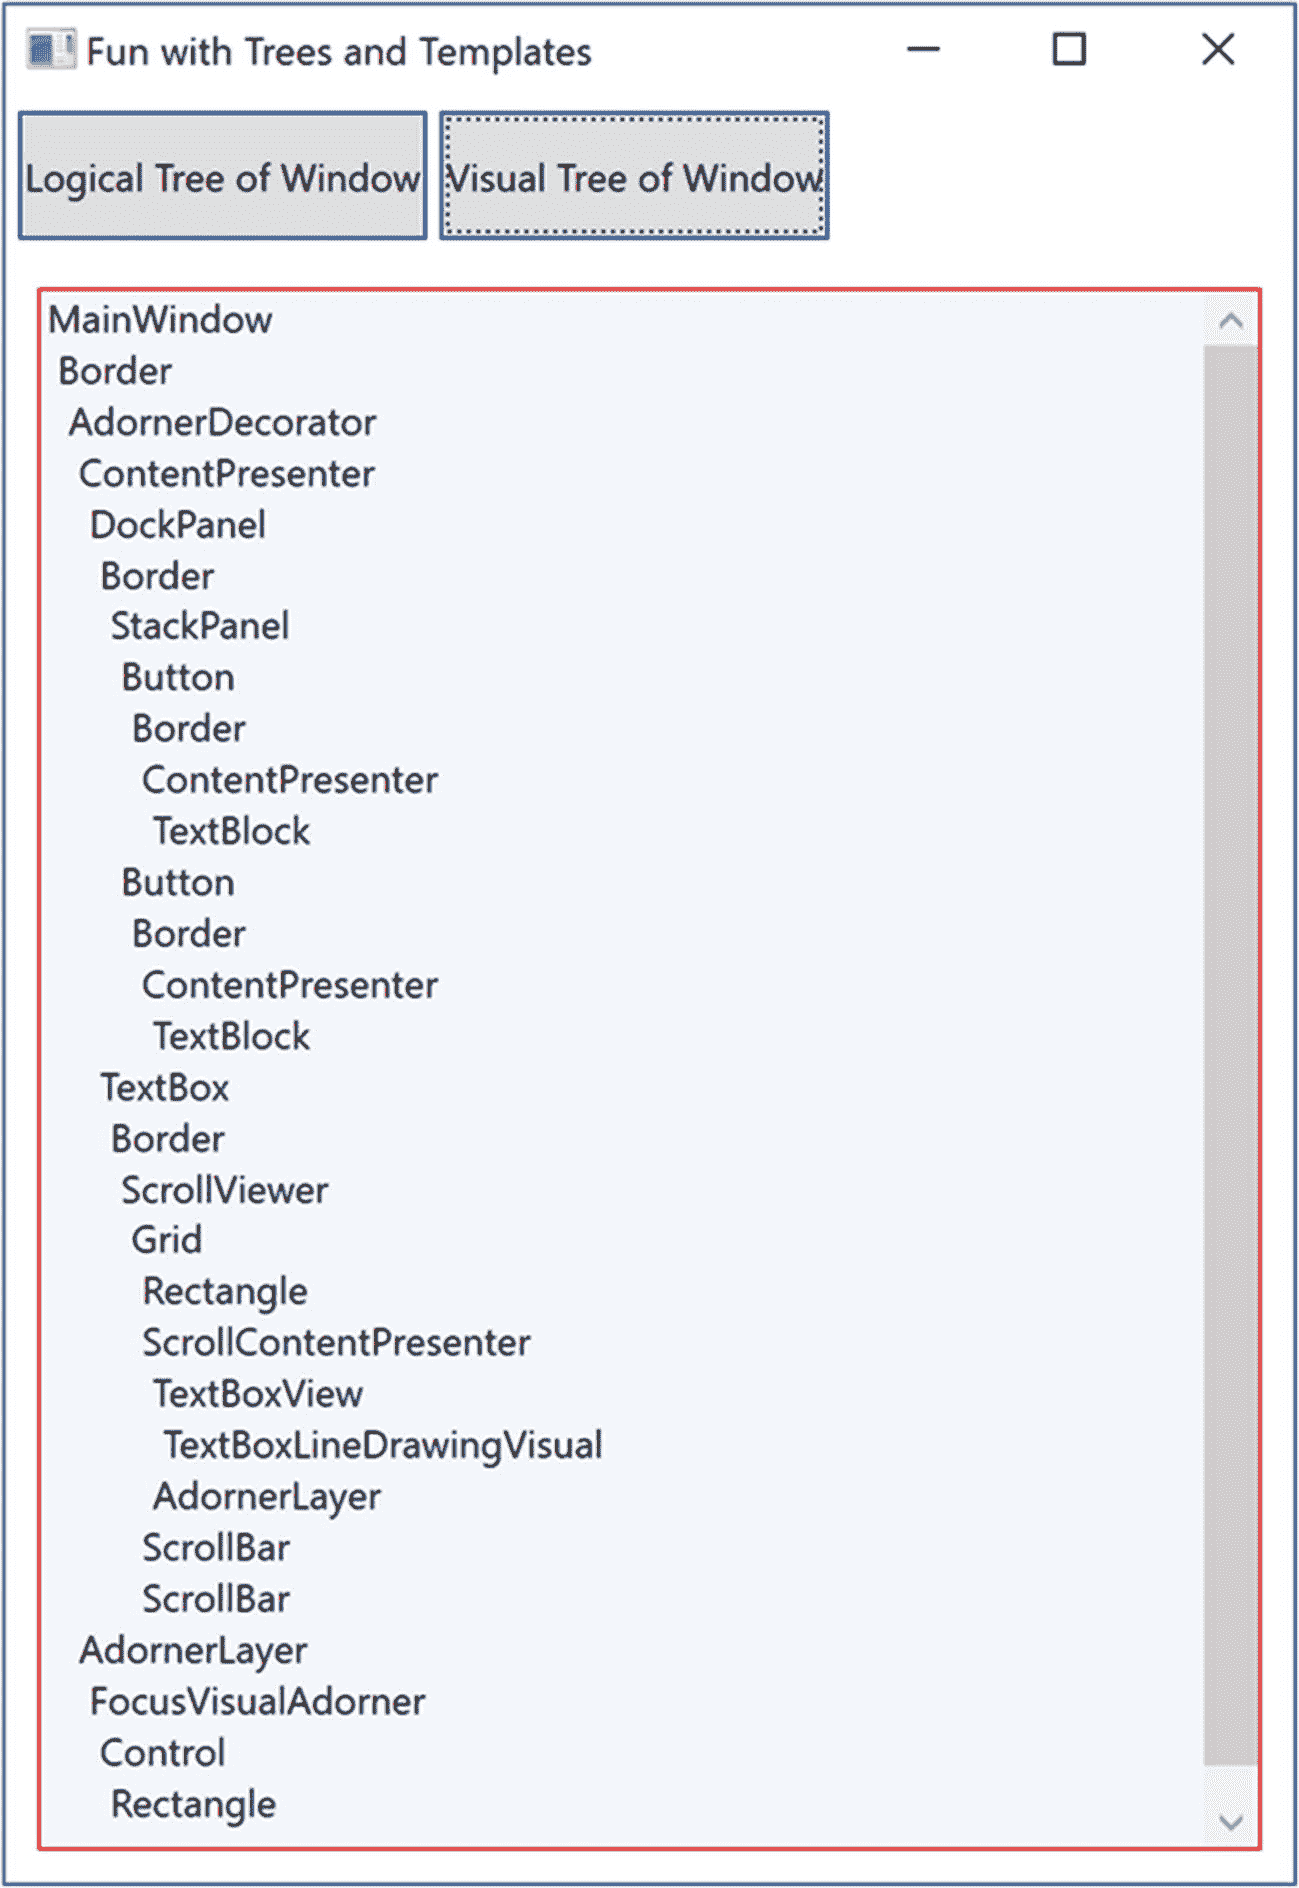 Fun with Trees and Templates
Logical Tree of Window Visual Tree of Window
MainWindow
Border
AdornerDecorator
ContentPresenter
DockPanel
Border
StackPanel
Button
Border
ContentPresenter
TextBlock
Button
Border
ContentPresenter
TextBlock
TextBox
Border
ScrollViewer
Grid
Rectangle
ScrollContentPresenter
TextBoxView
TextBoxLineDrawingVisual
AdornerLayer
ScrollBar
ScrollBar
AdornerLayer
FocusVisualAdorner
Control
Rectangle